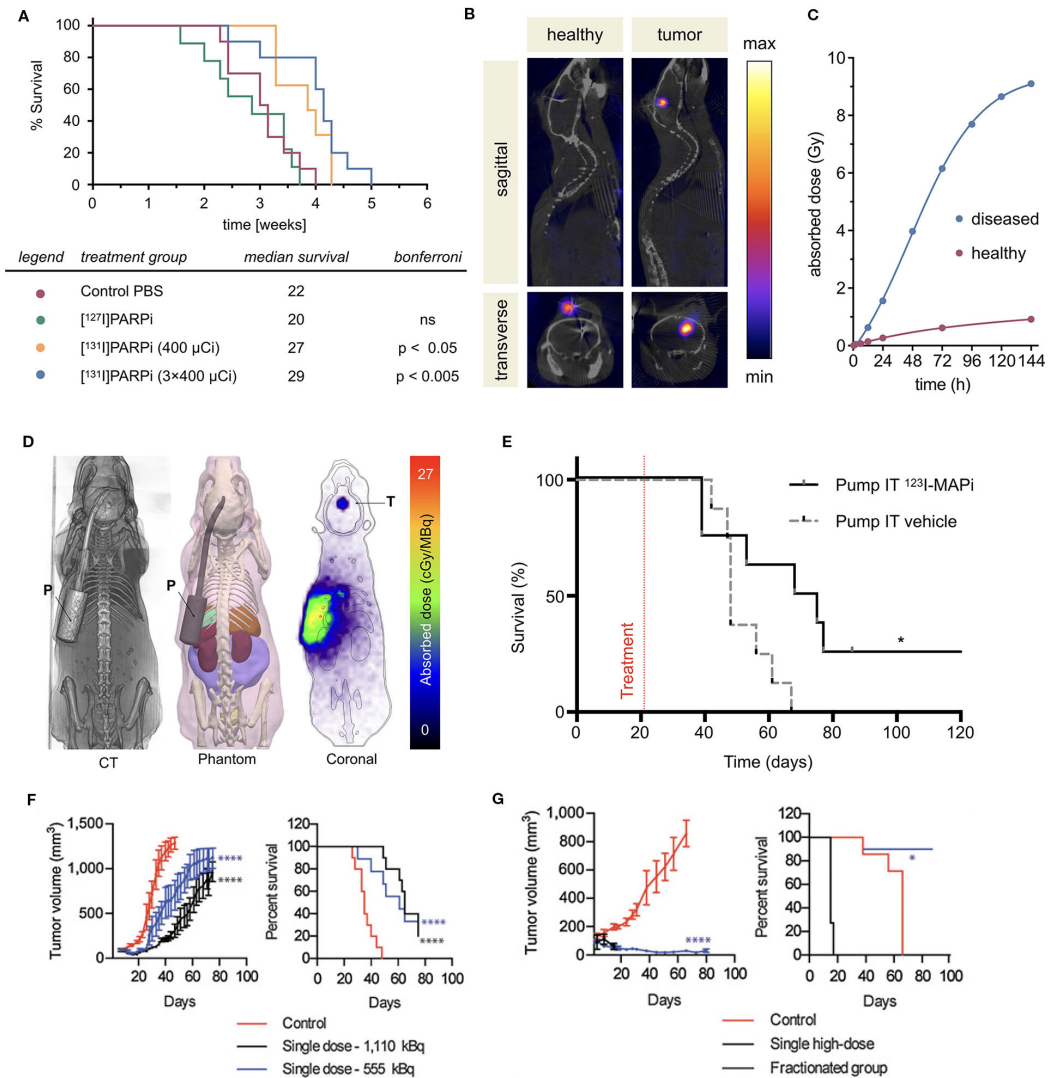 A
% Survival
100
80
60
40
20
0
0 1 2 3 4 5 6
time [weeks]
legend treatment group median survival bonferroni
Control PBS 22
[¹²⁷I]PARPi 20 ns
[¹³¹I]PARPi (400 µCi) 27 p < 0.05
[¹³¹I]PARPi (3×400 µCi) 29 p < 0.005
B
healthy tumor
sagittal
transverse
max
min
C
absorbed dose (Gy)
10
8
6
4
2
0
0 24 48 72 96 120 144
time (h)
diseased
healthy
D
P
P
T
CT
Phantom
Coronal
Absorbed dose (cGy/MBq)
27
0
E
Survival (%)
100
50
0
0 20 40 60 80 100 120
Time (days)
Treatment
*
Pump IT ¹²³I-MAPi
Pump IT vehicle
F
Tumor volume (mm³)
1,500
1,000
500
0
20 40 60 80 100
Days
****
****
Percent survival
120
100
80
60
40
20
0
0 20 40 60 80 100
Days
****
****
Control
Single dose - 1,110 kBq
Single dose - 555 kBq
G
Tumor volume (mm³)
1,000
800
600
400
200
0
20 40 60 80 100
Days
****
Percent survival
120
100
80
60
40
20
0
0 20 40 60 80 100
Days
*
Control
Single high-dose
Fractionated group